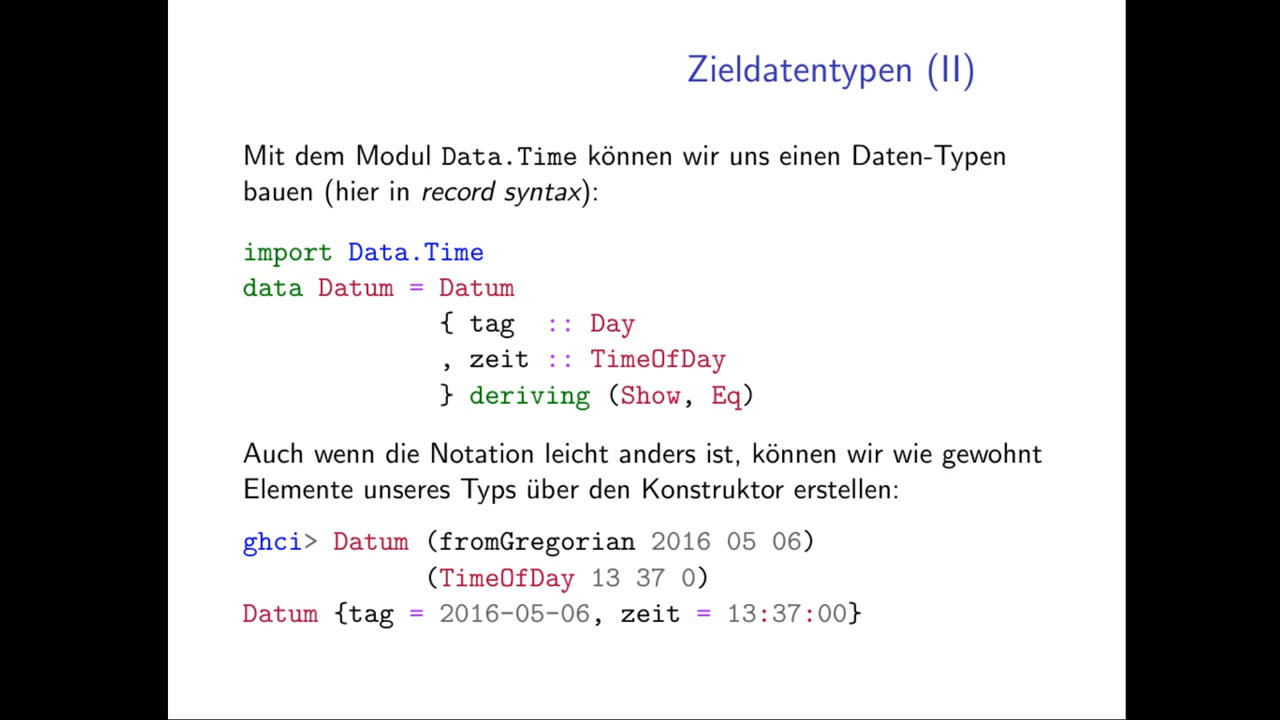 Zieldatentypen (II)
Mit dem Modul Data.Time können wir uns einen Daten-Typen
bauen (hier in record syntax):
import Data.Time
data Datum = Datum
{ tag :: Day
, zeit :: TimeOfDay
} deriving (Show, Eq)
Auch wenn die Notation leicht anders ist, können wir wie gewohnt
Elemente unseres Typs über den Konstruktor erstellen:
ghci> Datum (fromGregorian 2016 05 06)
(TimeOfDay 13 37 0)
Datum {tag = 2016-05-06, zeit = 13:37:00}